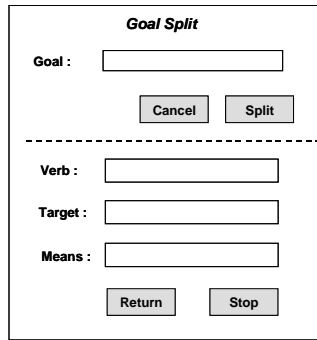 Goal Split
Goal :
Cancel Split
Verb :
Target :
Means :
Return Stop